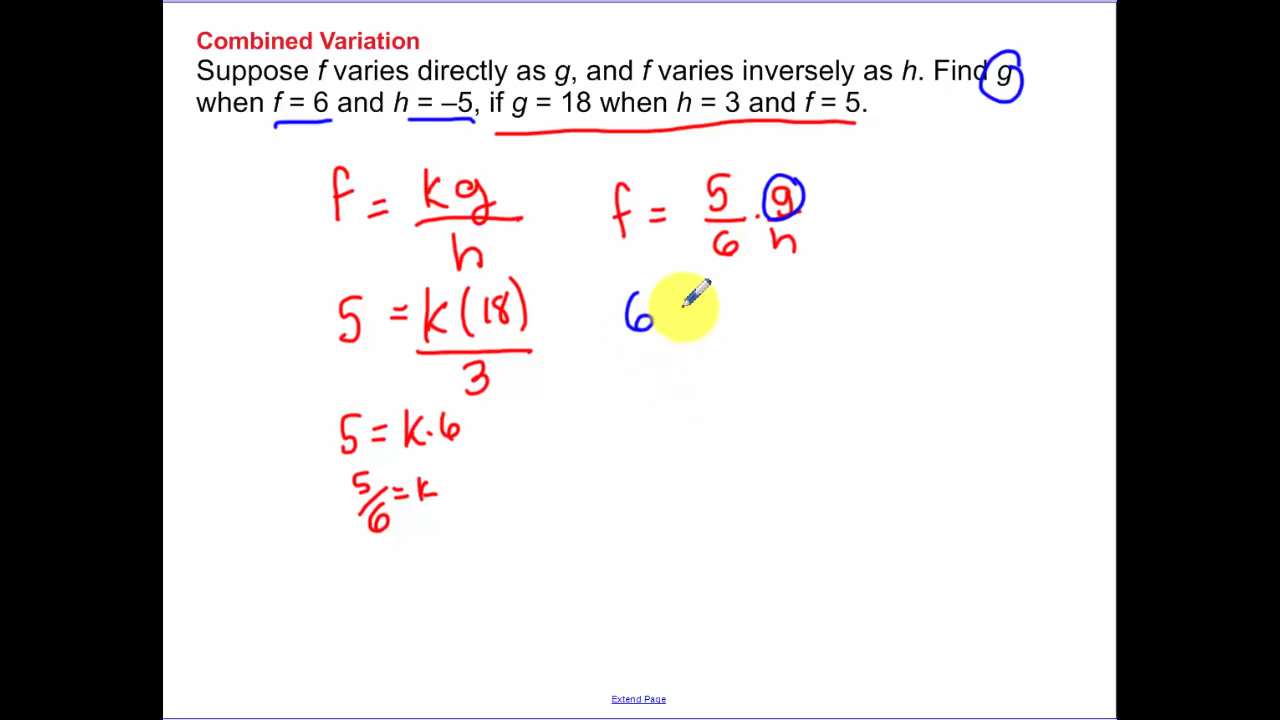 Combined Variation
Suppose f varies directly as g, and f varies inversely as h. Find g
when f = 6 and h = –5, if g = 18 when h = 3 and f = 5.
f = kg/h
5 = k(18)/3
5 = k·6
5/6 = k
f = 5/6 · g/h
6
Extend Page